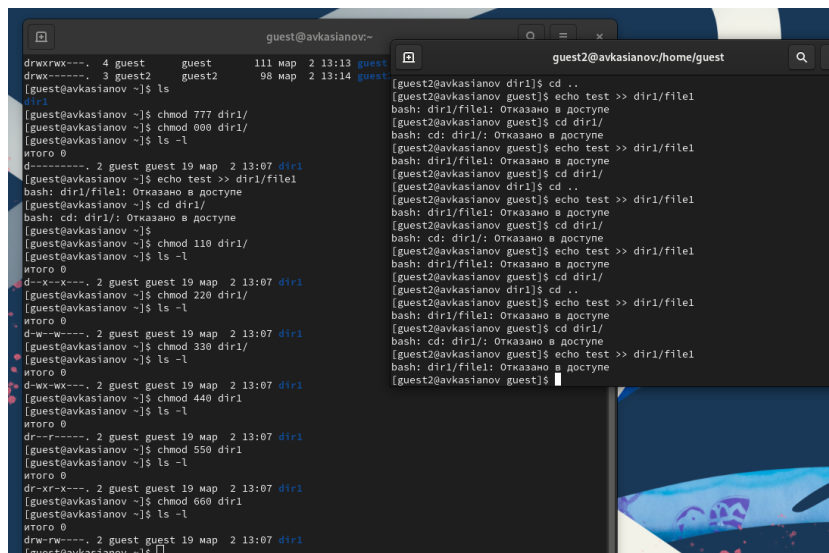 guest@avkasianov:~
drwxrwx---. 4 guest guest 111 мар 2 13:13 guest
drwx------. 3 guest2 guest2 98 мар 2 13:14 guest2
[guest@avkasianov ~]$ ls
dir1
[guest@avkasianov ~]$ chmod 777 dir1/
[guest@avkasianov ~]$ chmod 000 dir1/
[guest@avkasianov ~]$ ls -l
итого 0
d---------. 2 guest guest 19 мар 2 13:07 dir1
[guest@avkasianov ~]$ echo test >> dir1/file1
bash: dir1/file1: Отказано в доступе
[guest@avkasianov ~]$ cd dir1/
bash: cd: dir1/: Отказано в доступе
[guest@avkasianov ~]$
[guest@avkasianov ~]$ chmod 110 dir1/
[guest@avkasianov ~]$ ls -l
итого 0
d--x--x---. 2 guest guest 19 мар 2 13:07 dir1
[guest@avkasianov ~]$ chmod 220 dir1/
[guest@avkasianov ~]$ ls -l
итого 0
d-w--w----. 2 guest guest 19 мар 2 13:07 dir1
[guest@avkasianov ~]$ chmod 330 dir1/
[guest@avkasianov ~]$ ls -l
итого 0
d-wx-wx---. 2 guest guest 19 мар 2 13:07 dir1
[guest@avkasianov ~]$ chmod 440 dir1
[guest@avkasianov ~]$ ls -l
итого 0
dr--r-----. 2 guest guest 19 мар 2 13:07 dir1
[guest@avkasianov ~]$ chmod 550 dir1
[guest@avkasianov ~]$ ls -l
итого 0
dr-xr-x---. 2 guest guest 19 мар 2 13:07 dir1
[guest@avkasianov ~]$ chmod 660 dir1
[guest@avkasianov ~]$ ls -l
итого 0
drw-rw----. 2 guest guest 19 мар 2 13:07 dir1
[guest@avkasianov ~]$
guest2@avkasianov:/home/guest
[guest2@avkasianov dir1]$ cd ..
[guest2@avkasianov guest]$ echo test >> dir1/file1
bash: dir1/file1: Отказано в доступе
[guest2@avkasianov guest]$ cd dir1/
bash: cd: dir1/: Отказано в доступе
[guest2@avkasianov guest]$ echo test >> dir1/file1
bash: dir1/file1: Отказано в доступе
[guest2@avkasianov guest]$ cd dir1/
[guest2@avkasianov dir1]$ cd ..
[guest2@avkasianov guest]$ echo test >> dir1/file1
bash: dir1/file1: Отказано в доступе
[guest2@avkasianov guest]$ cd dir1/
bash: cd: dir1/: Отказано в доступе
[guest2@avkasianov guest]$ echo test >> dir1/file1
bash: dir1/file1: Отказано в доступе
[guest2@avkasianov guest]$ cd dir1/
[guest2@avkasianov dir1]$ cd ..
[guest2@avkasianov guest]$ echo test >> dir1/file1
bash: dir1/file1: Отказано в доступе
[guest2@avkasianov guest]$ cd dir1/
bash: cd: dir1/: Отказано в доступе
[guest2@avkasianov guest]$ echo test >> dir1/file1
bash: dir1/file1: Отказано в доступе
[guest2@avkasianov guest]$